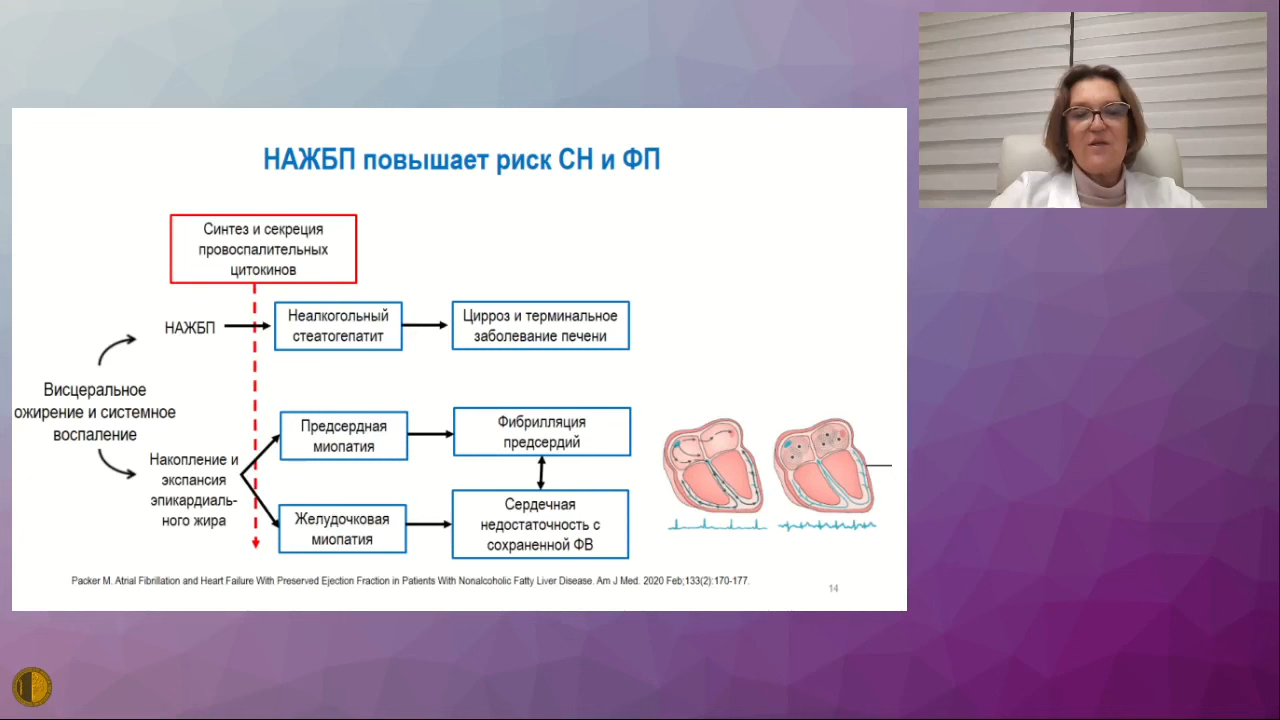 НАЖБП повышает риск СН и ФП
Синтез и секреция
провоспалительных
цитокинов
НАЖБП
Неалкогольный
стеатогепатит
Цирроз и терминальное
заболевание печени
Висцеральное
ожирение и системное
воспаление
Накопление и
экспансия
эпикардиаль-
ного жира
Предсердная
миопатия
Фибрилляция
предсердий
Желудочковая
миопатия
Сердечная
недостаточность с
сохраненной ФВ
Packer M. Atrial Fibrillation and Heart Failure With Preserved Ejection Fraction in Patients With Nonalcoholic Fatty Liver Disease. Am J Med. 2020 Feb;133(2):170-177.
14